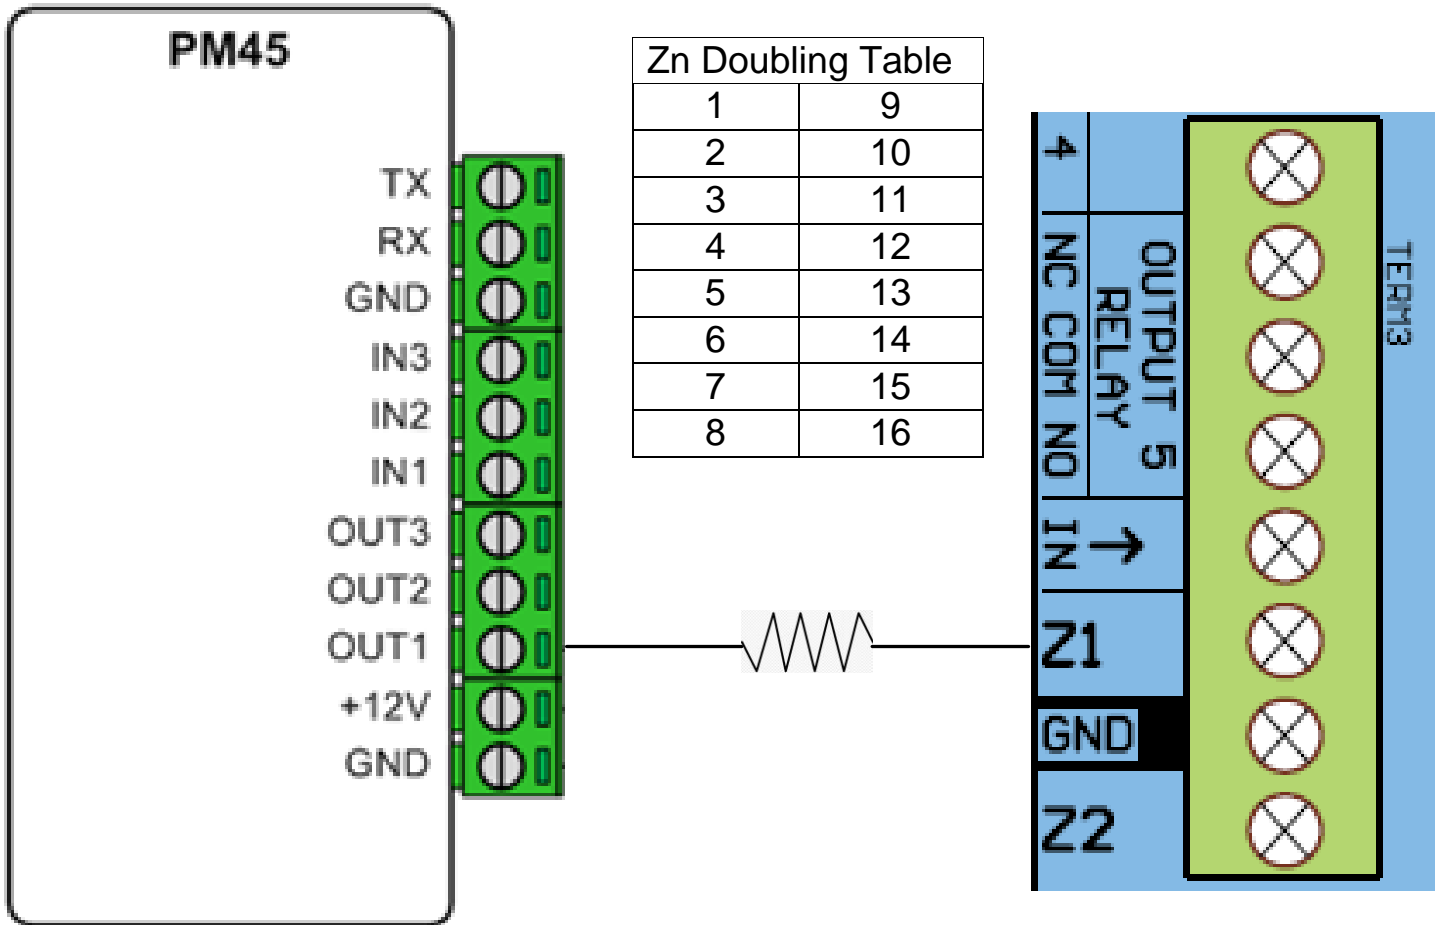 PM45
TX
RX
GND
IN3
IN2
IN1
OUT3
OUT2
OUT1
+12V
GND
Zn Doubling Table
1 9
2 10
3 11
4 12
5 13
6 14
7 15
8 16
4
NC COM NO
OUTPUT 5
RELAY
IN
Z1
GND
Z2
TERM3